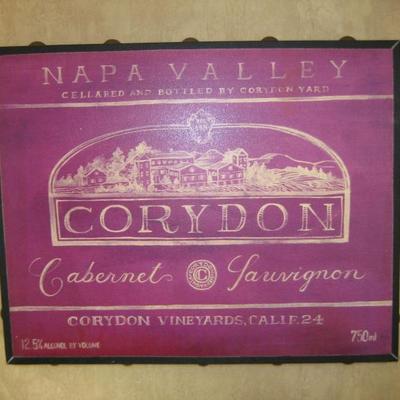 NAPA VALLEY
CELLARED AND BOTTLED BY CORYDON YARD
CORYDON
Cabernet Sauvignon
C
CORYDON VINEYARDS, CALIF. 24
12.5% ALCOHOL BY VOLUME 750ml